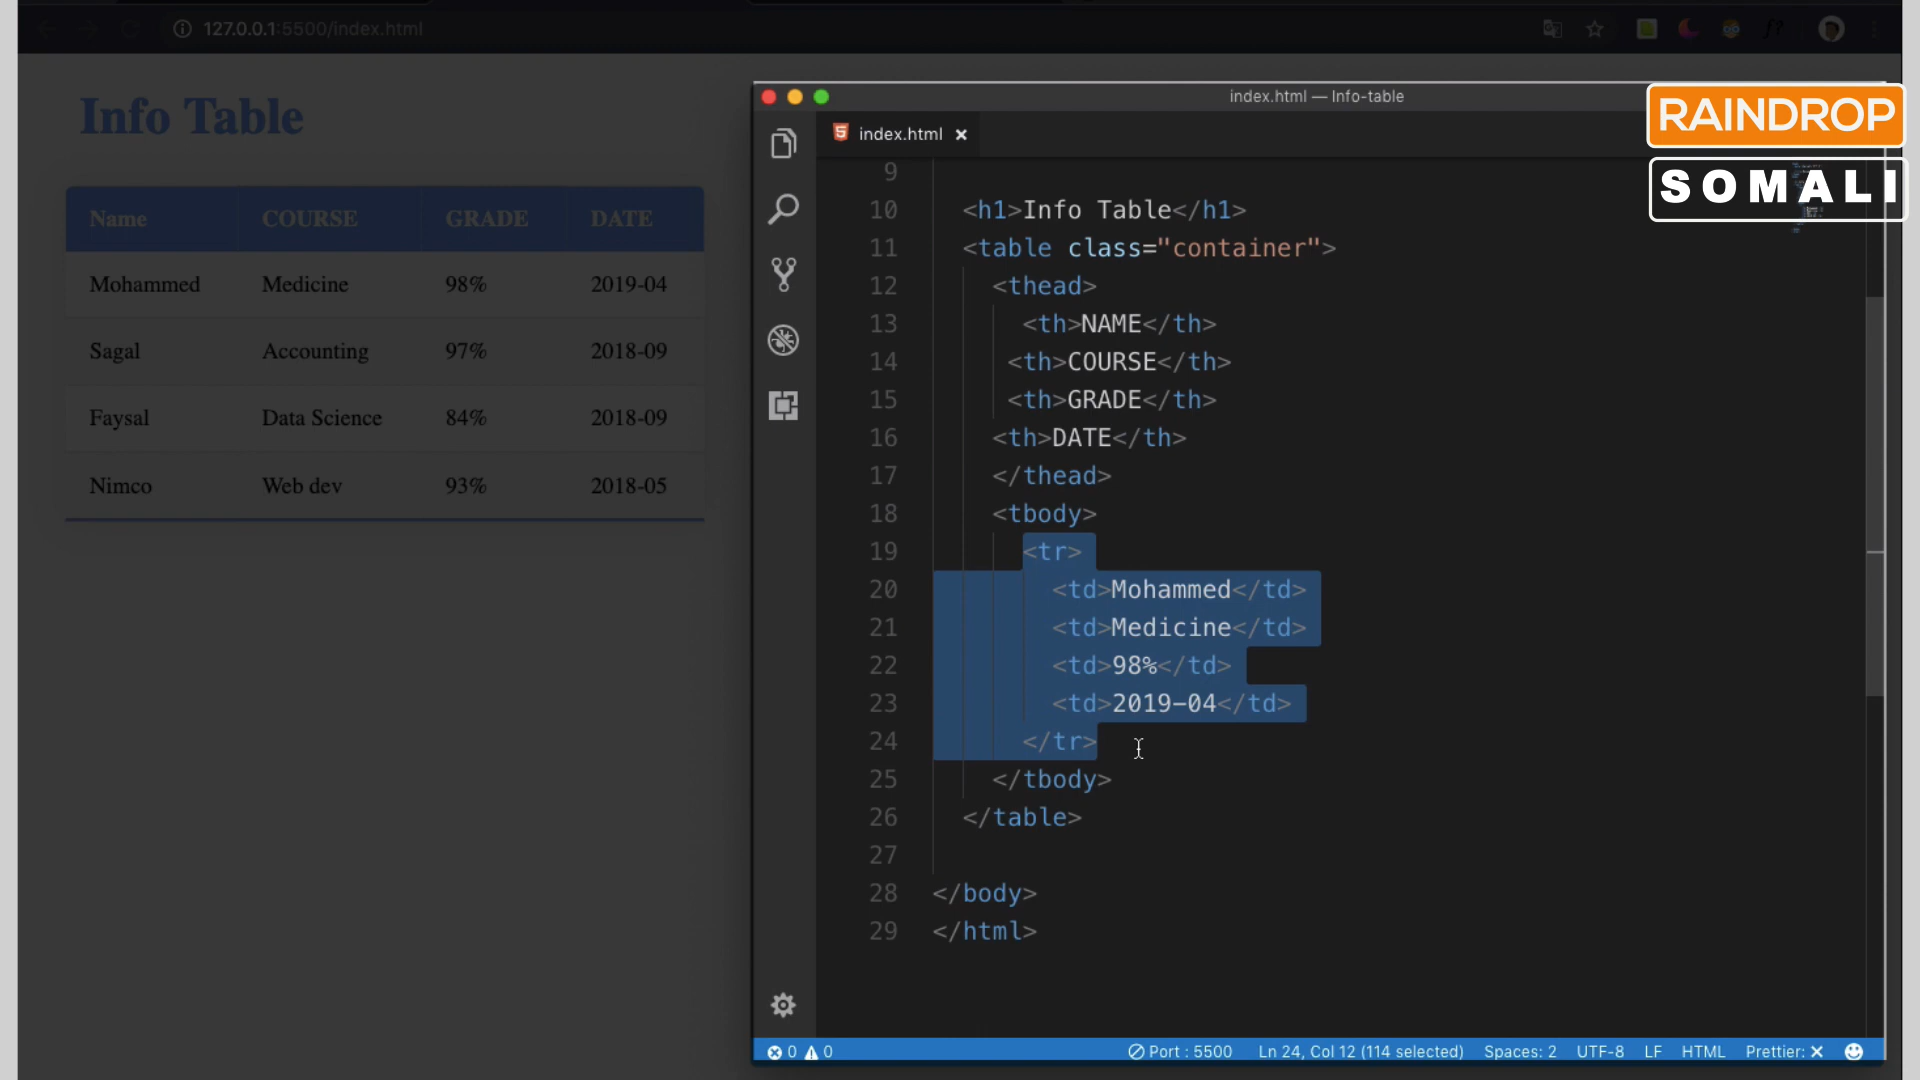 127.0.0.1:5500/index.html
Info Table
Name COURSE GRADE DATE
Mohammed Medicine 98% 2019-04
Sagal Accounting 97% 2018-09
Faysal Data Science 84% 2018-09
Nimco Web dev 93% 2018-05
index.html — Info-table
RAINDROP
SOMALI
index.html
9
10 <h1>Info Table</h1>
11 <table class="container">
12 <thead>
13 <th>NAME</th>
14 <th>COURSE</th>
15 <th>GRADE</th>
16 <th>DATE</th>
17 </thead>
18 <tbody>
19 <tr>
20 <td>Mohammed</td>
21 <td>Medicine</td>
22 <td>98%</td>
23 <td>2019-04</td>
24 </tr>
25 </tbody>
26 </table>
27
28 </body>
29 </html>
0 0 Port : 5500 Ln 24, Col 12 (114 selected) Spaces: 2 UTF-8 LF HTML Prettier: ×